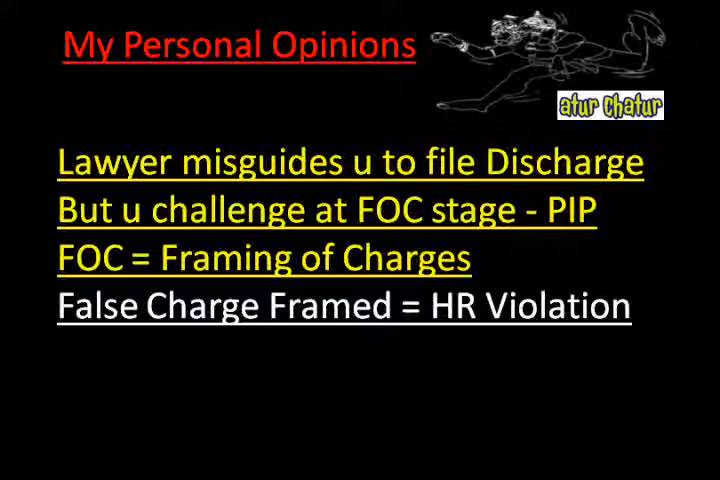 My Personal Opinions
atur chatur
Lawyer misguides u to file Discharge
But u challenge at FOC stage - PIP
FOC = Framing of Charges
False Charge Framed = HR Violation